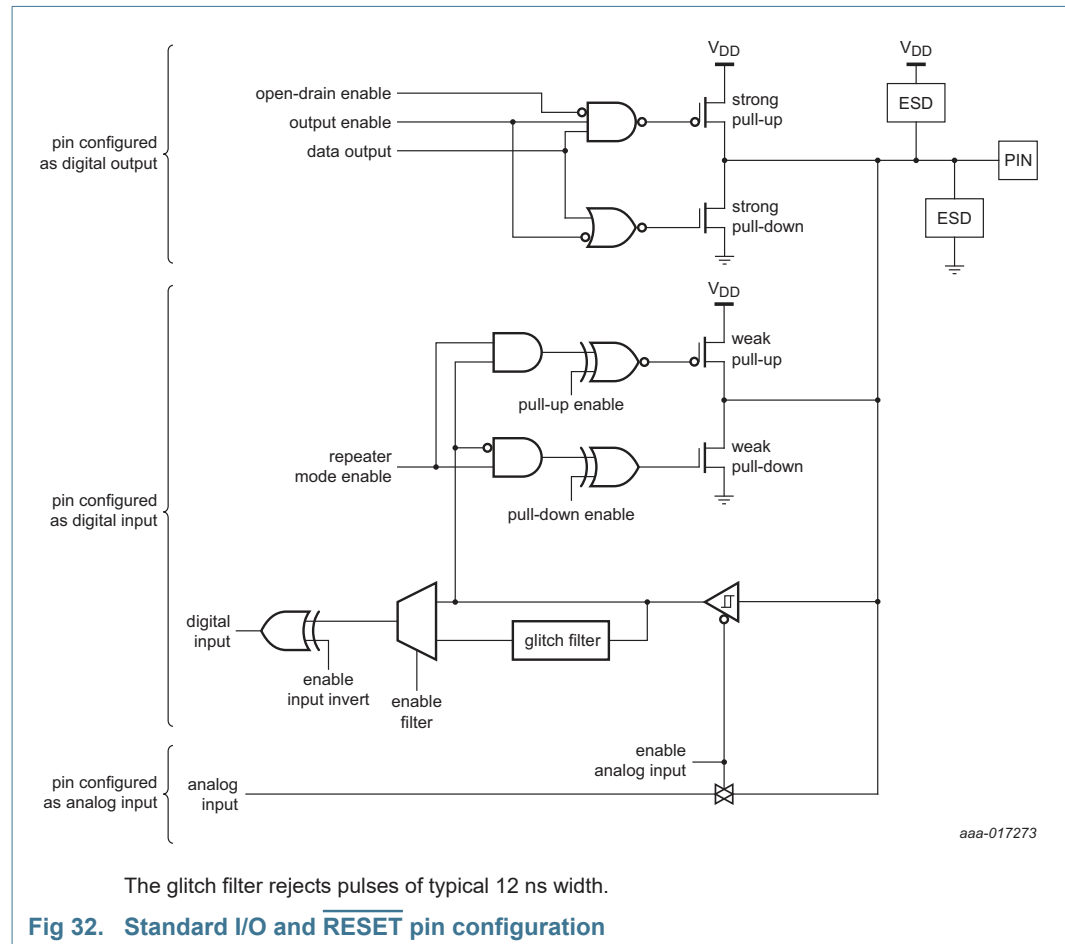 VDD
VDD
open-drain enable
strong
pull-up
ESD
output enable
pin configured
as digital output
data output
PIN
strong
pull-down
ESD
VDD
weak
pull-up
pull-up enable
repeater
mode enable
weak
pull-down
pin configured
as digital input
pull-down enable
digital
input
glitch filter
enable
input invert
enable
filter
enable
analog input
pin configured
as analog input
analog
input
aaa-017273
The glitch filter rejects pulses of typical 12 ns width.
Fig 32. Standard I/O and RESET pin configuration